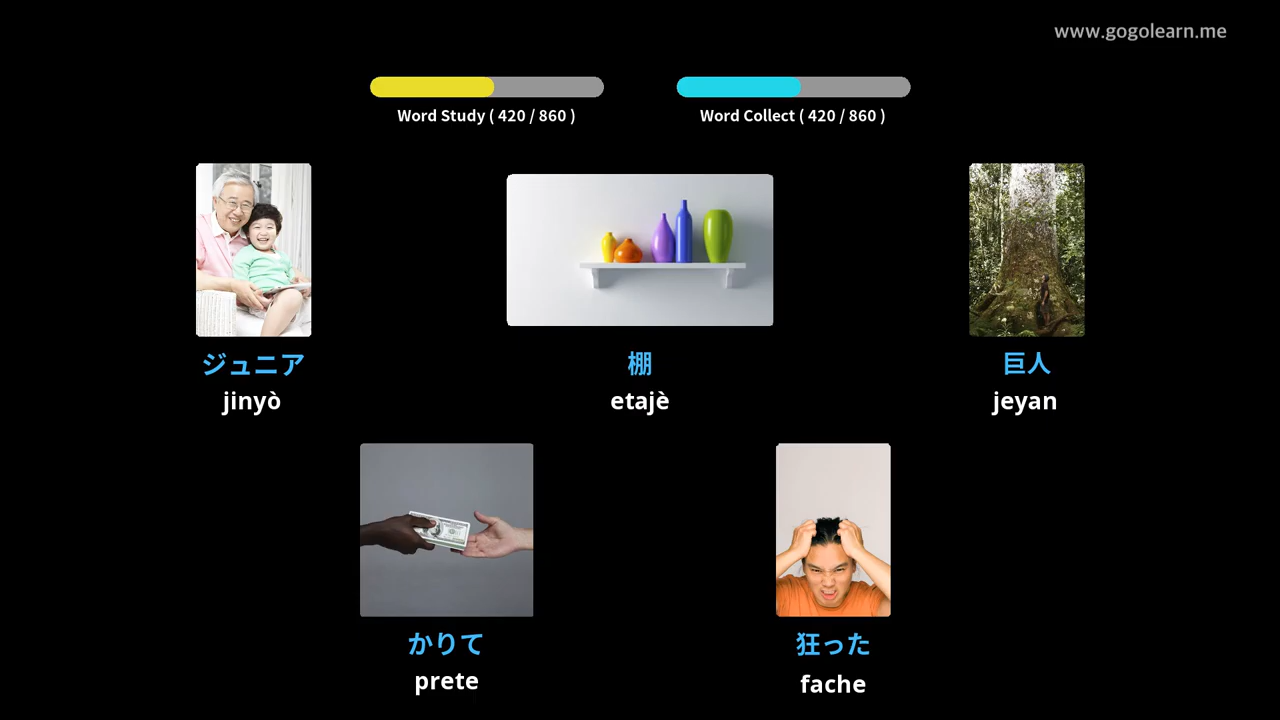 www.gogolearn.me
Word Study ( 420 / 860 )
Word Collect ( 420 / 860 )
ジュニア
jinyò
棚
etajè
巨人
jeyan
かりて
prete
狂った
fache